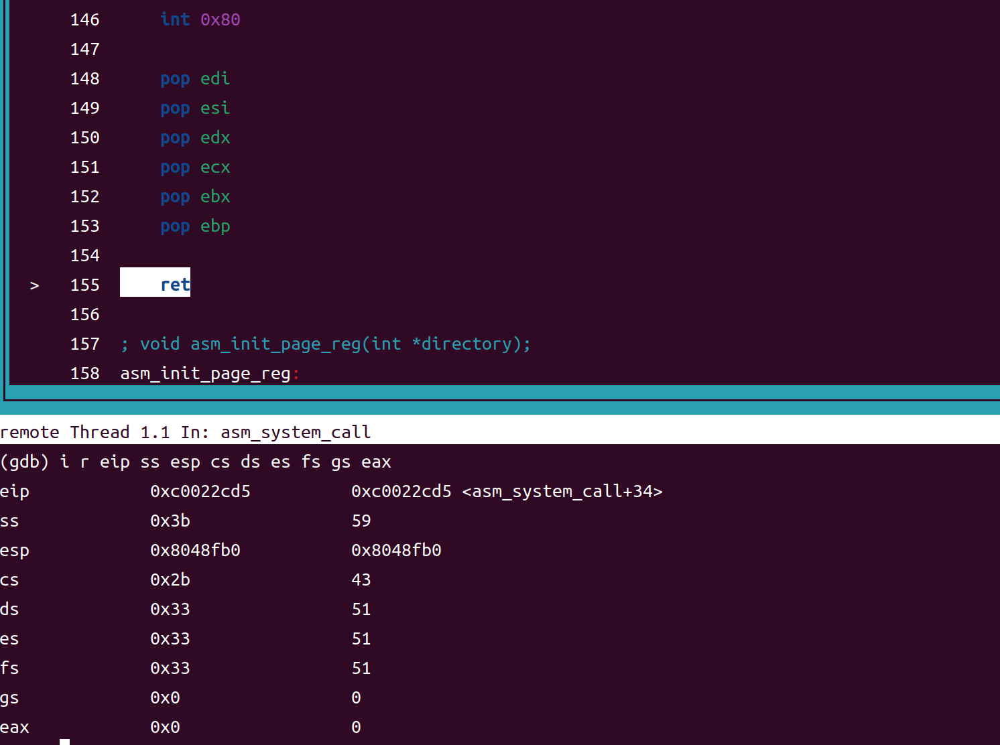 146 int 0x80
147
148 pop edi
149 pop esi
150 pop edx
151 pop ecx
152 pop ebx
153 pop ebp
154
> 155 ret
156
157 ; void asm_init_page_reg(int *directory);
158 asm_init_page_reg:
remote Thread 1.1 In: asm_system_call
(gdb) i r eip ss esp cs ds es fs gs eax
eip 0xc0022cd5 0xc0022cd5 <asm_system_call+34>
ss 0x3b 59
esp 0x8048fb0 0x8048fb0
cs 0x2b 43
ds 0x33 51
es 0x33 51
fs 0x33 51
gs 0x0 0
eax 0x0 0